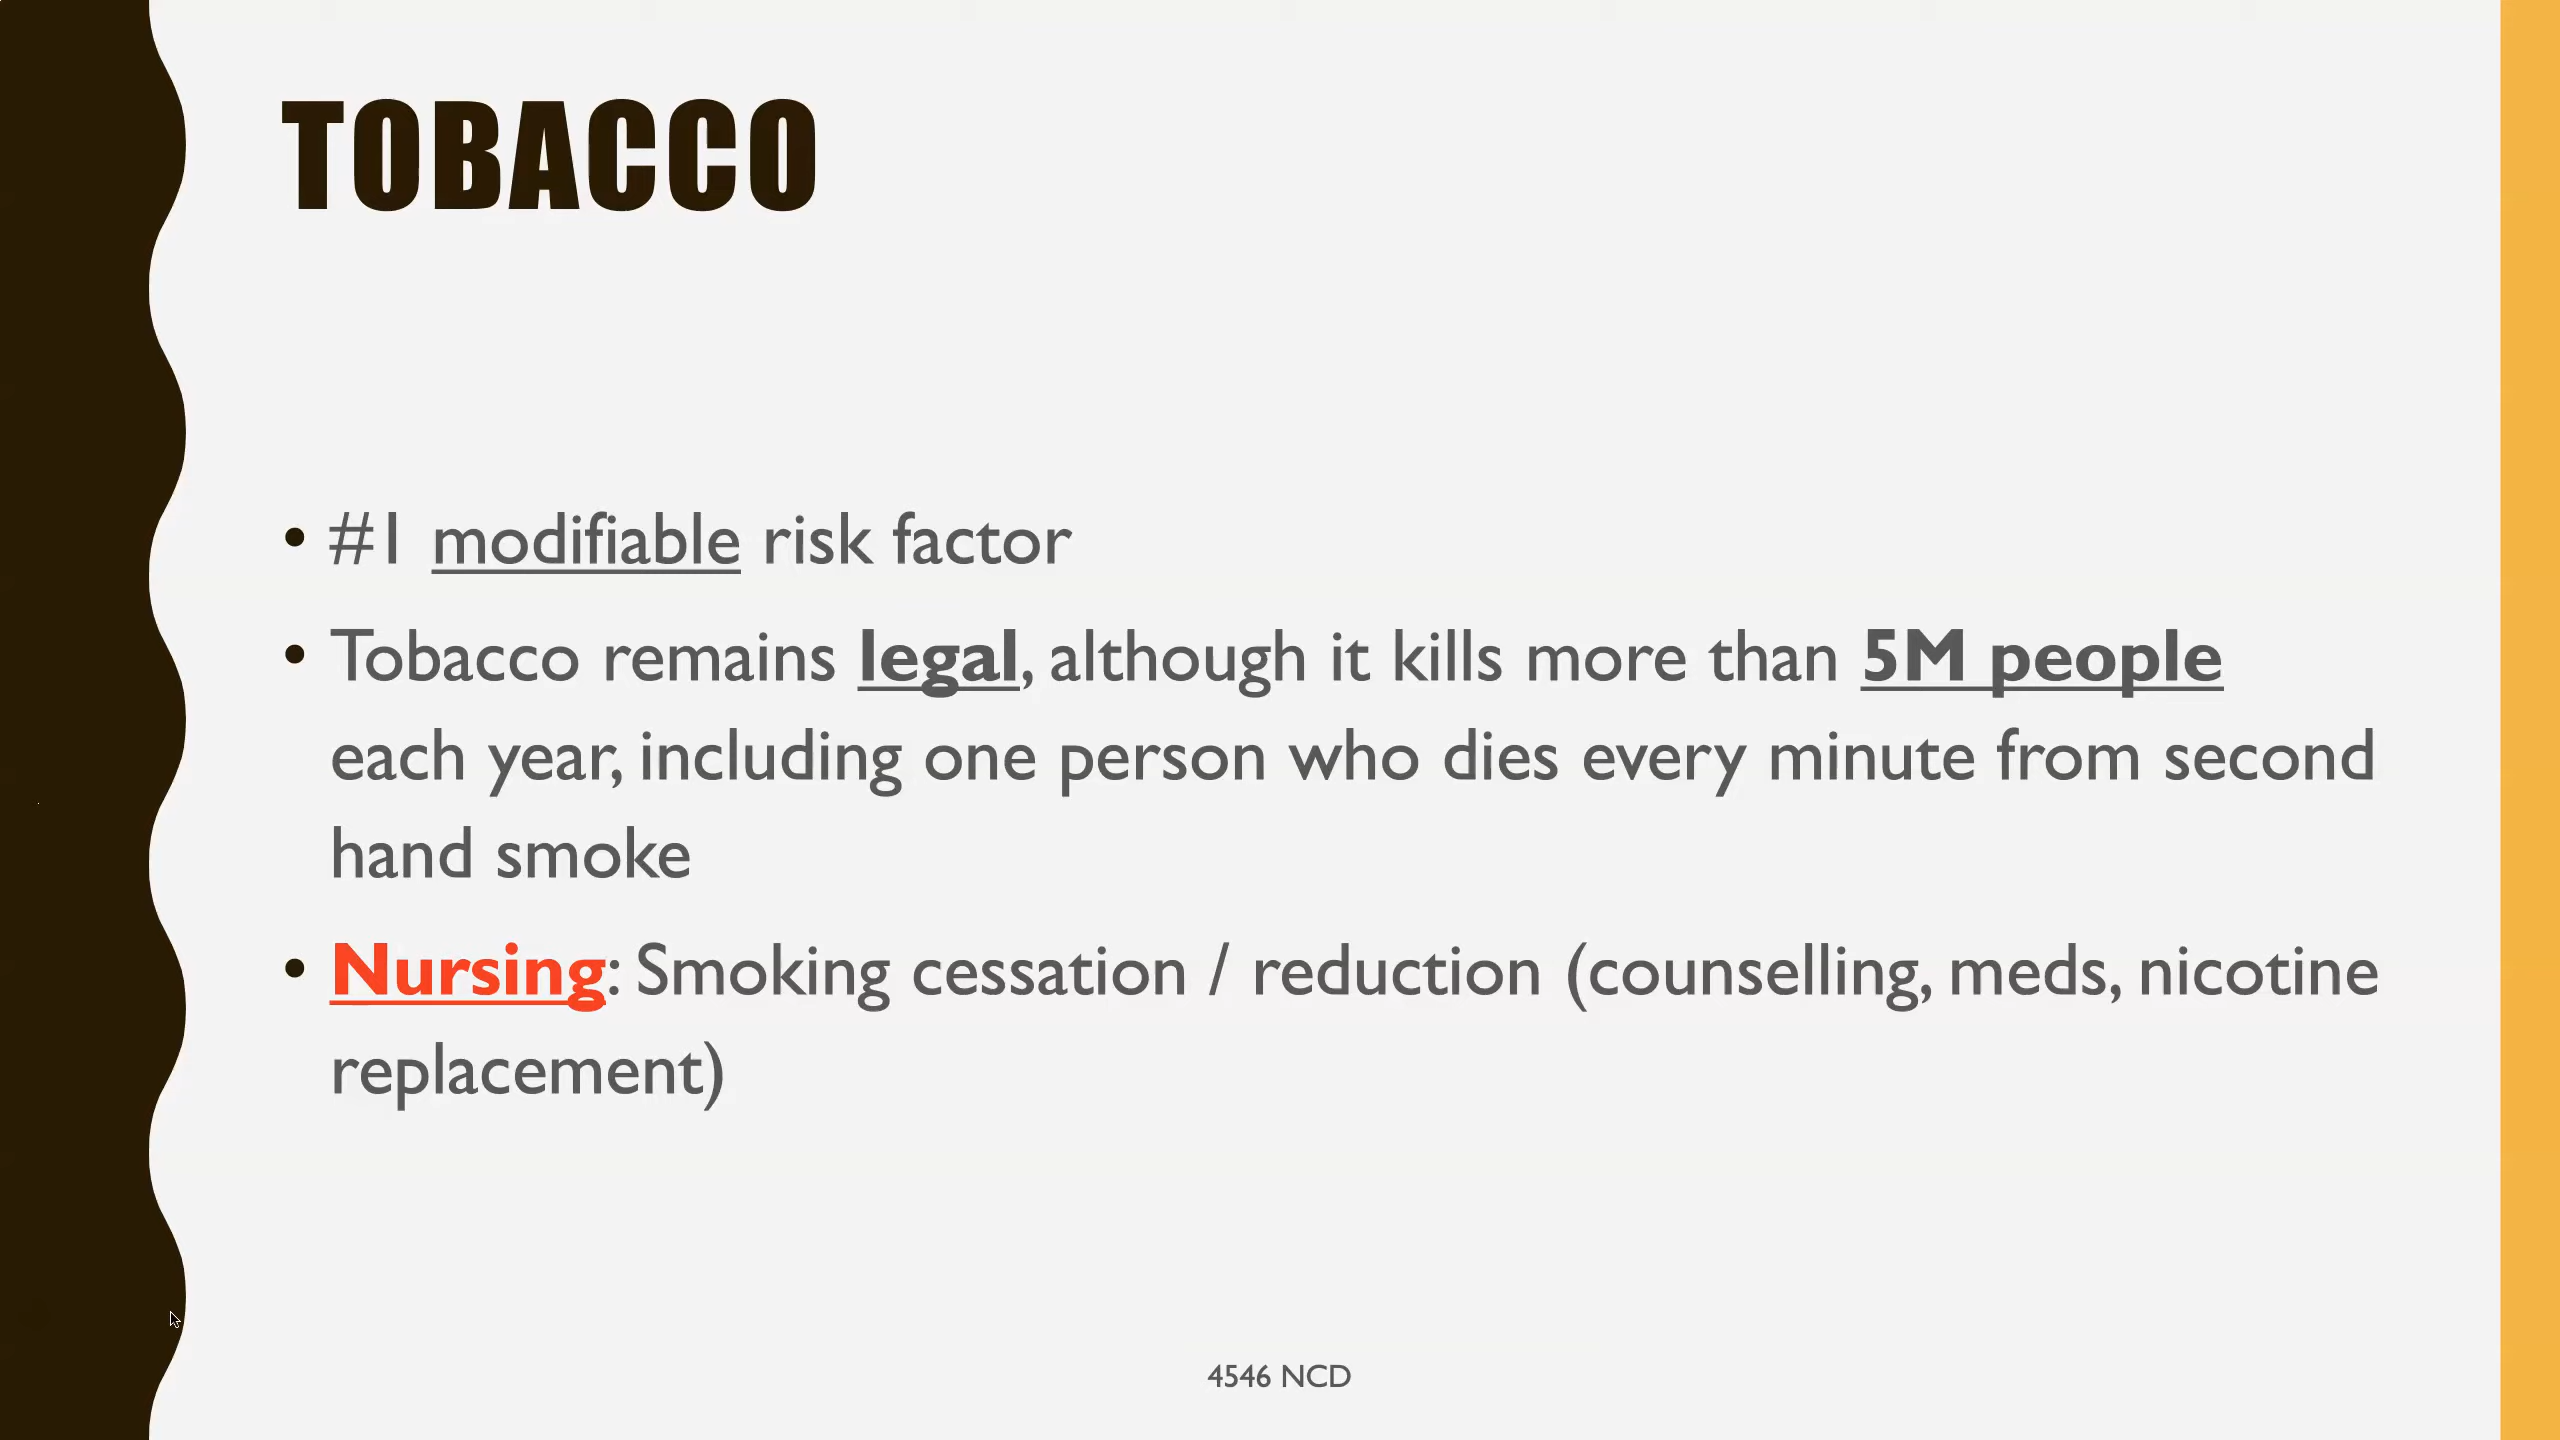 TOBACCO
• #1 modifiable risk factor
• Tobacco remains legal, although it kills more than 5M people
each year, including one person who dies every minute from second
hand smoke
• Nursing: Smoking cessation / reduction (counselling, meds, nicotine
replacement)
4546 NCD